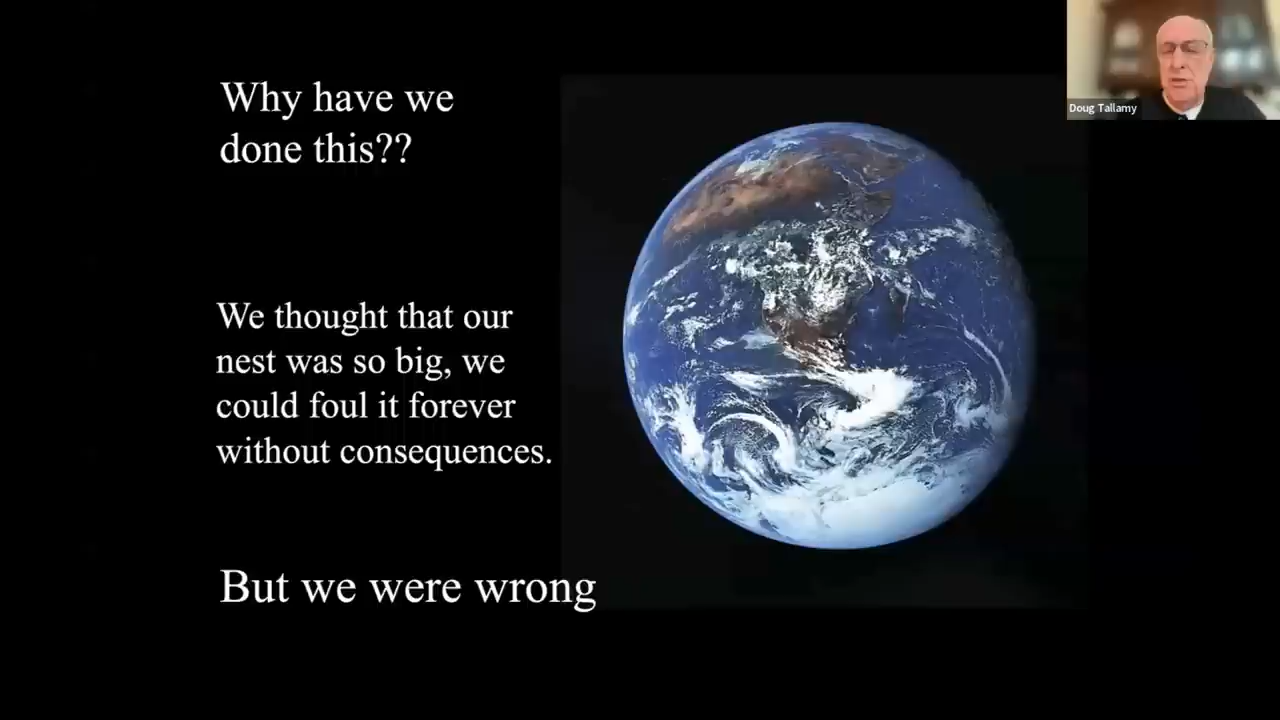 Why have we
done this??
We thought that our
nest was so big, we
could foul it forever
without consequences.
But we were wrong
Doug Tallamy